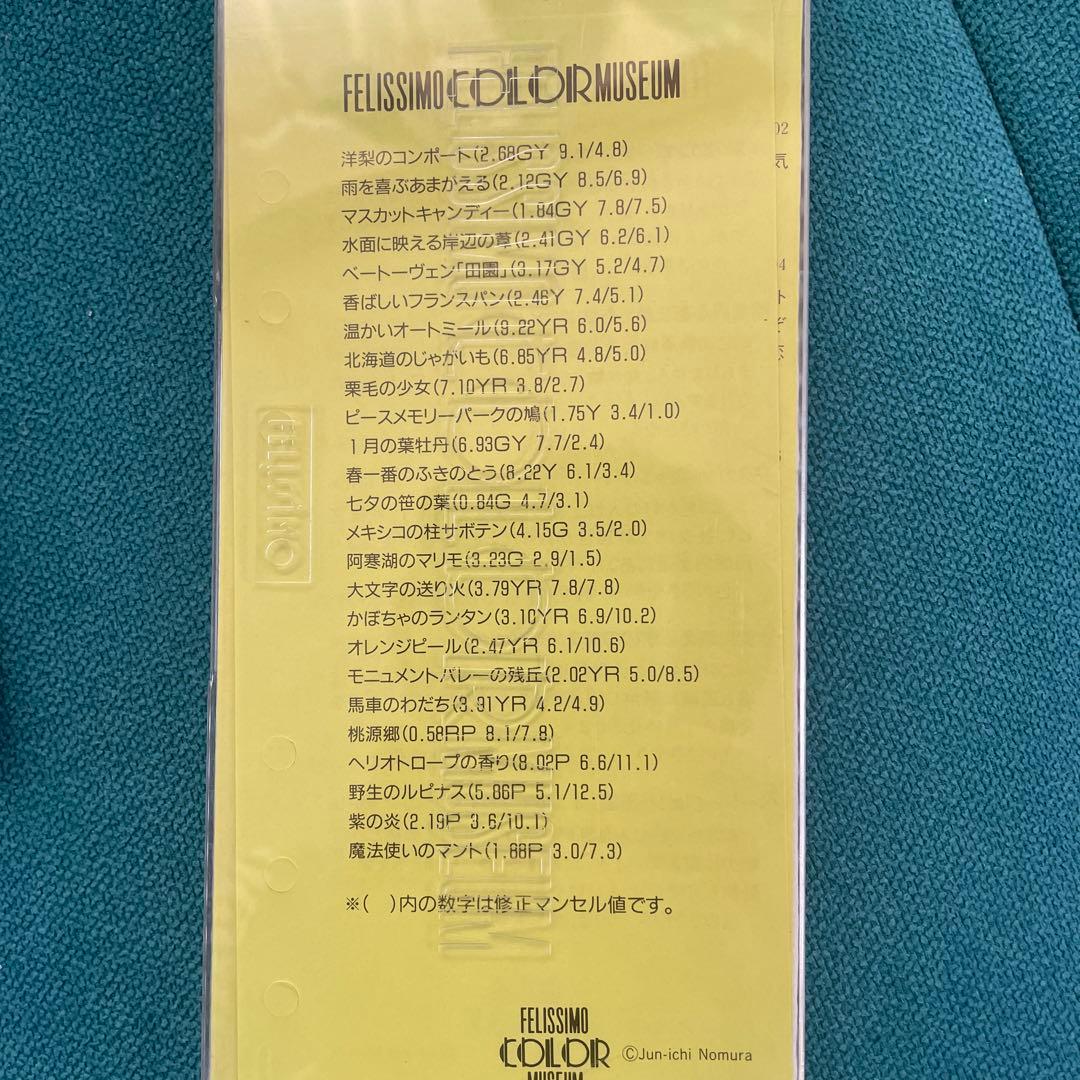 FELISSIMO COLOR MUSEUM
洋梨のコンポート(2.68GY 9.1/4.8)
雨を喜ぶあまがえる(2.12GY 8.5/6.9)
マスカットキャンディー(1.84GY 7.8/7.5)
水面に映える岸辺の葦(2.41GY 6.2/6.1)
ベートーヴェン「田園」(3.17GY 5.2/4.7)
香ばしいフランスパン(2.46Y 7.4/5.1)
温かいオートミール(9.22YR 6.0/5.6)
北海道のじゃがいも(6.85YR 4.8/5.0)
栗毛の少女(7.10YR 3.8/2.7)
ピースメモリーパークの鳩(1.75Y 3.4/1.0)
1月の葉牡丹(6.93GY 7.7/2.4)
春一番のふきのとう(8.22Y 6.1/3.4)
七夕の笹の葉(0.84G 4.7/3.1)
メキシコの柱サボテン(4.15G 3.5/2.0)
阿寒湖のマリモ(3.23G 2.9/1.5)
大文字の送り火(3.79YR 7.8/7.8)
かぼちゃのランタン(3.10YR 6.9/10.2)
オレンジピール(2.47YR 6.1/10.6)
モニュメントバレーの残丘(2.02YR 5.0/8.5)
馬車のわだち(3.91YR 4.2/4.9)
桃源郷(0.58RP 8.1/7.8)
ヘリオトロープの香り(8.02P 6.6/11.1)
野生のルピナス(5.86P 5.1/12.5)
紫の炎(2.19P 3.6/10.1)
魔法使いのマント(1.88P 3.0/7.3)
※( )内の数字は修正マンセル値です。
FELISSIMO
COLOR
MUSEUM
©Jun-ichi Nomura
FELISSIMO
FELISSIMO COLOR MUSEUM
02
気